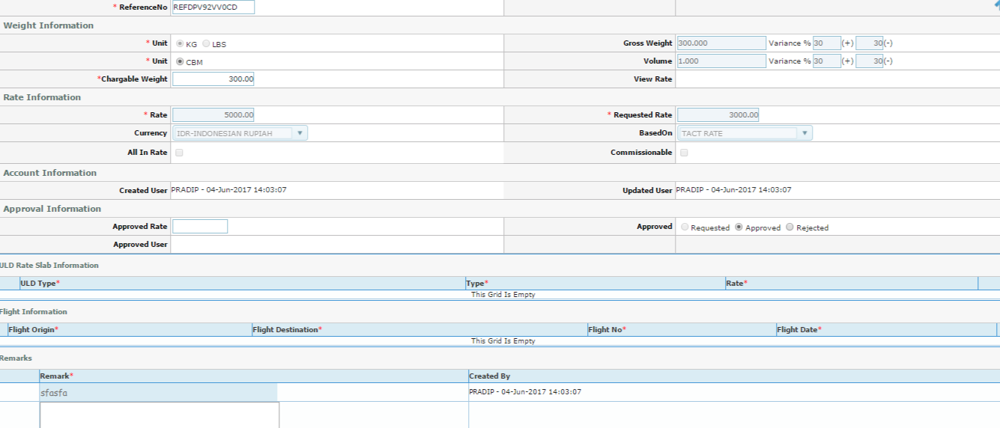 * ReferenceNo REFDPV92VV0CD
Weight Information
* Unit KG LBS Gross Weight 300.000 Variance % 30 (+) 30 (-)
* Unit CBM Volume 1.000 Variance % 30 (+) 30 (-)
*Chargable Weight 300.00 View Rate
Rate Information
* Rate 5000.00 * Requested Rate 3000.00
Currency IDR-INDONESIAN RUPIAH BasedOn TACT RATE
All In Rate Commissionable
Account Information
Created User PRADIP - 04-Jun-2017 14:03:07 Updated User PRADIP - 04-Jun-2017 14:03:07
Approval Information
Approved Rate Approved Requested Approved Rejected
Approved User
ULD Rate Slab Information
ULD Type* Type* Rate*
This Grid Is Empty
Flight Information
Flight Origin* Flight Destination* Flight No* Flight Date*
This Grid Is Empty
Remarks
Remark* Created By
sfasfa PRADIP - 04-Jun-2017 14:03:07